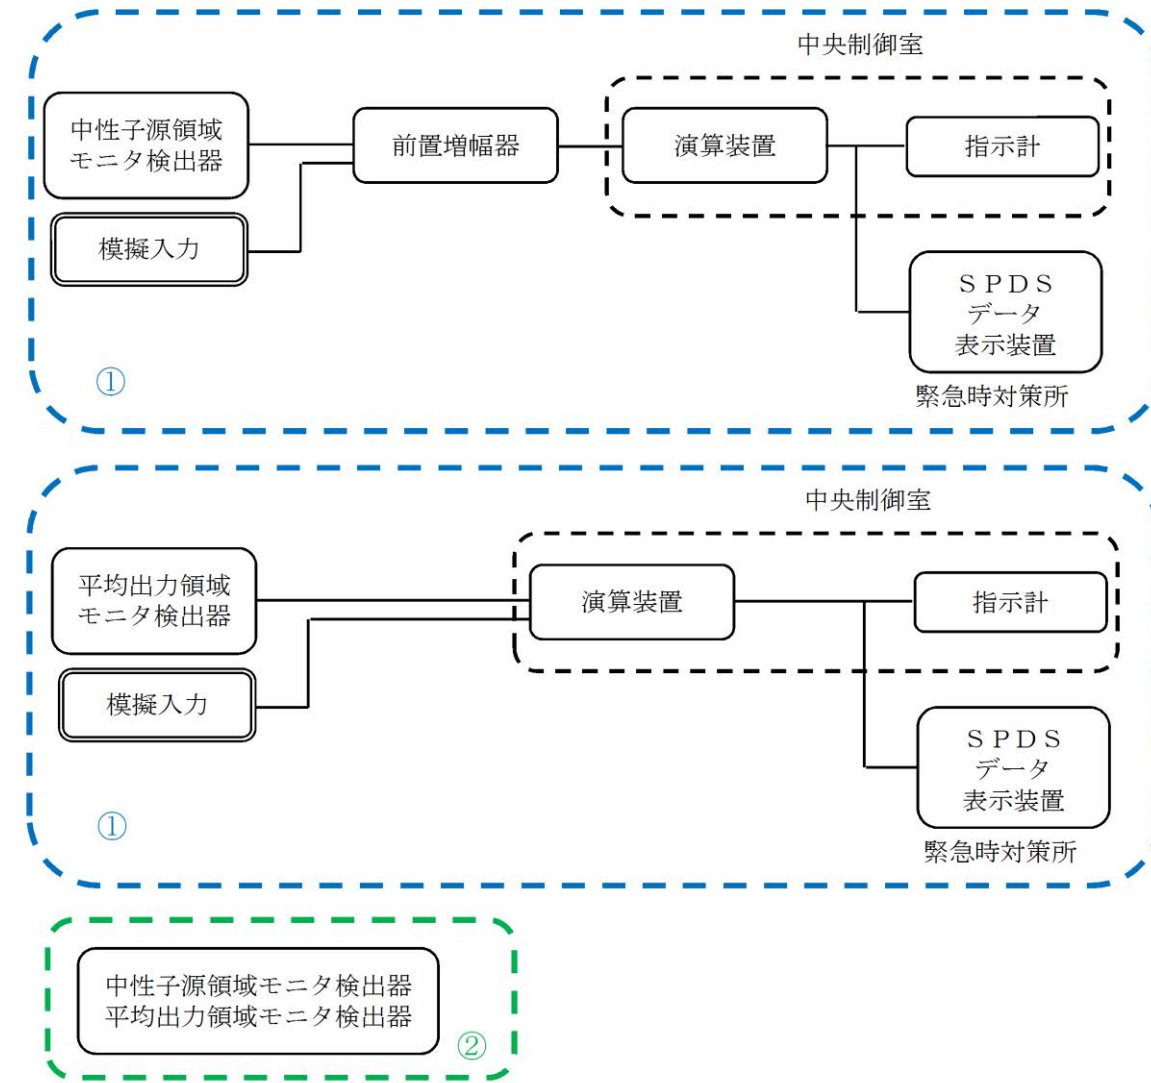 中央制御室
中性子源領域
モニタ検出器
前置増幅器
演算装置
指示計
模擬入力
ＳＰＤＳ
データ
表示装置
緊急時対策所
①
中央制御室
平均出力領域
モニタ検出器
演算装置
指示計
模擬入力
ＳＰＤＳ
データ
表示装置
緊急時対策所
①
中性子源領域モニタ検出器
平均出力領域モニタ検出器
②